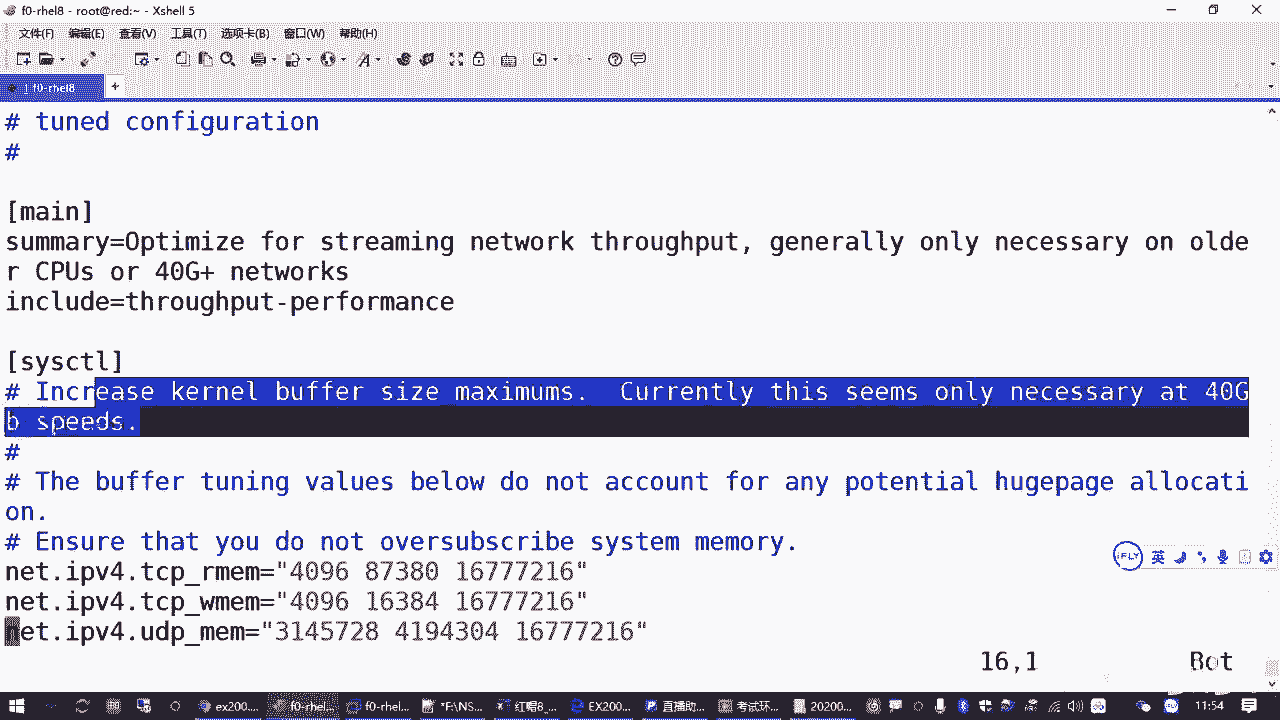 f0-rhel8 - root@red:~ - Xshell 5
文件(F) 编辑(E) 查看(V) 工具(T) 选项卡(B) 窗口(W) 帮助(H)
1 f0-rhel8
# tuned configuration
#
[main]
summary=Optimize for streaming network throughput, generally only necessary on olde
r CPUs or 40G+ networks
include=throughput-performance
[sysctl]
# Increase kernel buffer size maximums.  Currently this seems only necessary at 40G
b speeds.
#
# The buffer tuning values below do not account for any potential hugepage allocati
on.
# Ensure that you do not oversubscribe system memory.
net.ipv4.tcp_rmem="4096 87380 16777216"
net.ipv4.tcp_wmem="4096 16384 16777216"
net.ipv4.udp_mem="3145728 4194304 16777216"
16,1 Bot
iFLY 英
ex200.... f0-rhel... f0-rhel... *F:\NS... 红帽8_... EX200... 直播助... 考试环... 20200... 11:54